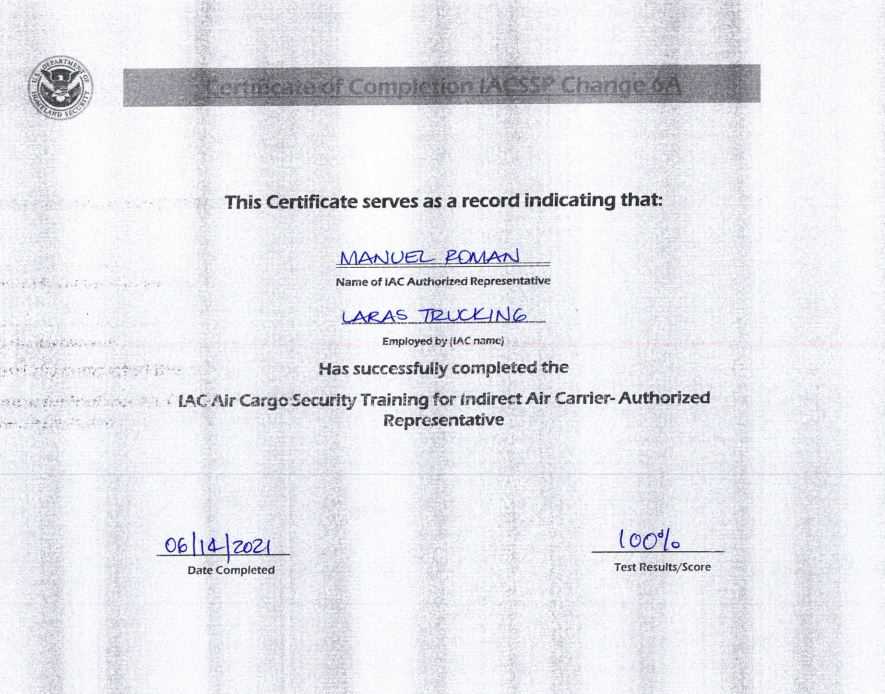 U.S. DEPARTMENT OF
HOMELAND SECURITY
Certificate of Completion IACSSP Change 6A
This Certificate serves as a record indicating that:
MANUEL ROMAN
Name of IAC Authorized Representative
LARAS TRUCKING
Employed by (IAC name)
Has successfully completed the
IAC Air Cargo Security Training for Indirect Air Carrier- Authorized
Representative
06/14/2021
Date Completed
100%
Test Results/Score